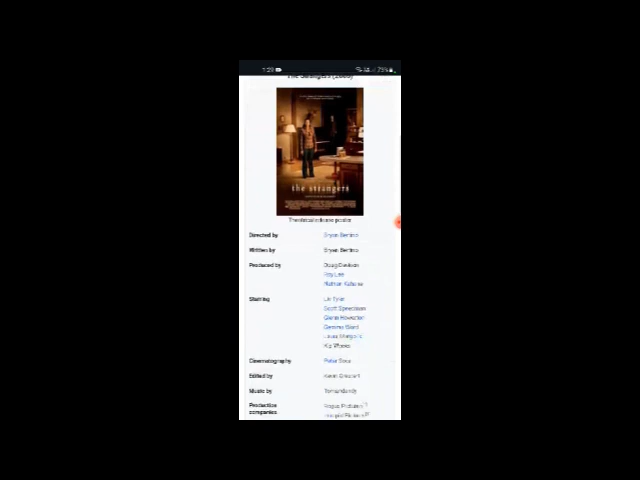 The Strangers (2008)
the strangers
Theatrical release poster
Directed by Bryan Bertino
Written by Bryan Bertino
Produced by Doug Davison
Roy Lee
Nathan Kahane
Starring Liv Tyler
Scott Speedman
Glenn Howerton
Gemma Ward
Kip Weeks
Cinematography Peter Sova
Edited by Kevin Greutert
Music by Tomandandy
Production
companies
Rogue Pictures
Intrepid Pictures